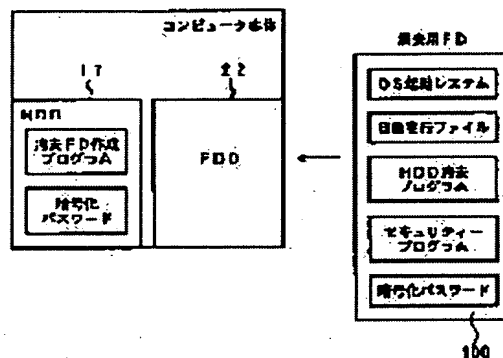 コンピュータ本体
17
22
HDD
消去FD作成
プログラム
暗号化
パスワード
FDD
消去用FD
OS起動システム
自動実行ファイル
HDD消去
プログラム
セキュリティー
プログラム
暗号化パスワード
100